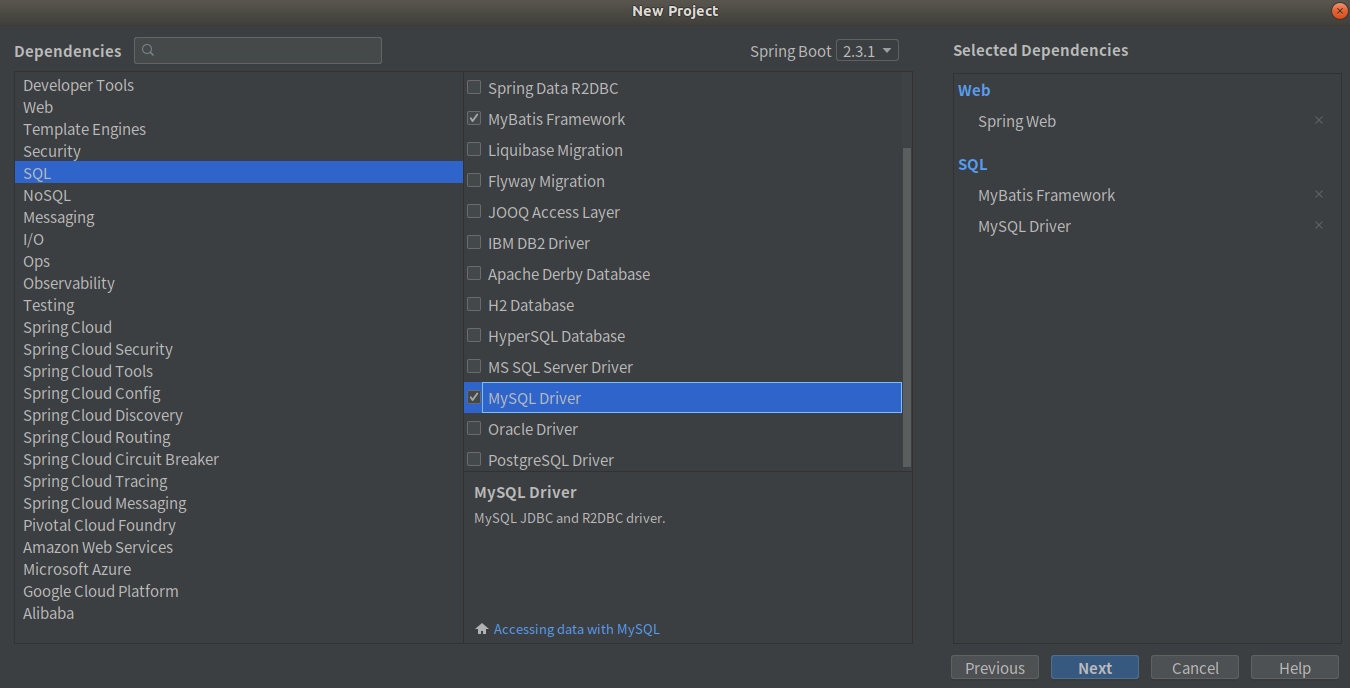 New Project
Dependencies
Spring Boot 2.3.1
Selected Dependencies
Developer Tools
Web
Template Engines
Security
SQL
NoSQL
Messaging
I/O
Ops
Observability
Testing
Spring Cloud
Spring Cloud Security
Spring Cloud Tools
Spring Cloud Config
Spring Cloud Discovery
Spring Cloud Routing
Spring Cloud Circuit Breaker
Spring Cloud Tracing
Spring Cloud Messaging
Pivotal Cloud Foundry
Amazon Web Services
Microsoft Azure
Google Cloud Platform
Alibaba
Spring Data R2DBC
MyBatis Framework
Liquibase Migration
Flyway Migration
JOOQ Access Layer
IBM DB2 Driver
Apache Derby Database
H2 Database
HyperSQL Database
MS SQL Server Driver
MySQL Driver
Oracle Driver
PostgreSQL Driver
MySQL Driver
MySQL JDBC and R2DBC driver.
Accessing data with MySQL
Web
Spring Web
SQL
MyBatis Framework
MySQL Driver
Previous
Next
Cancel
Help